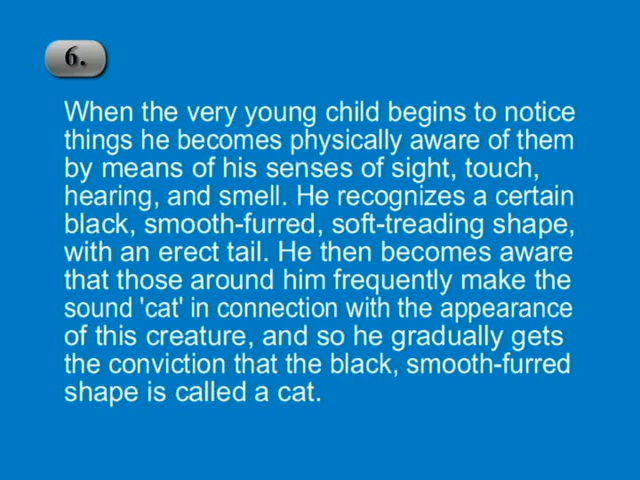 6.
When the very young child begins to notice
things he becomes physically aware of them
by means of his senses of sight, touch,
hearing, and smell. He recognizes a certain
black, smooth-furred, soft-treading shape,
with an erect tail. He then becomes aware
that those around him frequently make the
sound 'cat' in connection with the appearance
of this creature, and so he gradually gets
the conviction that the black, smooth-furred
shape is called a cat.